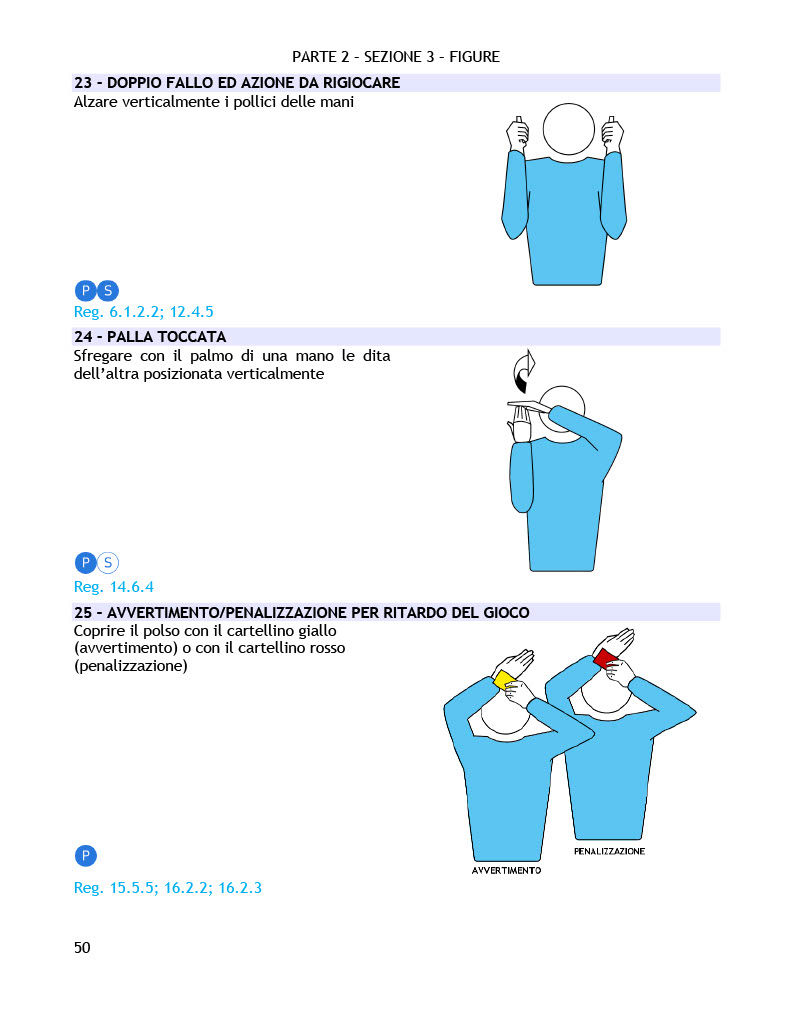 PARTE 2 – SEZIONE 3 – FIGURE
23 – DOPPIO FALLO ED AZIONE DA RIGIOCARE
Alzare verticalmente i pollici delle mani
P S
Reg. 6.1.2.2; 12.4.5
24 – PALLA TOCCATA
Sfregare con il palmo di una mano le dita
dell’altra posizionata verticalmente
P S
Reg. 14.6.4
25 – AVVERTIMENTO/PENALIZZAZIONE PER RITARDO DEL GIOCO
Coprire il polso con il cartellino giallo
(avvertimento) o con il cartellino rosso
(penalizzazione)
PENALIZZAZIONE
AVVERTIMENTO
P
Reg. 15.5.5; 16.2.2; 16.2.3
50